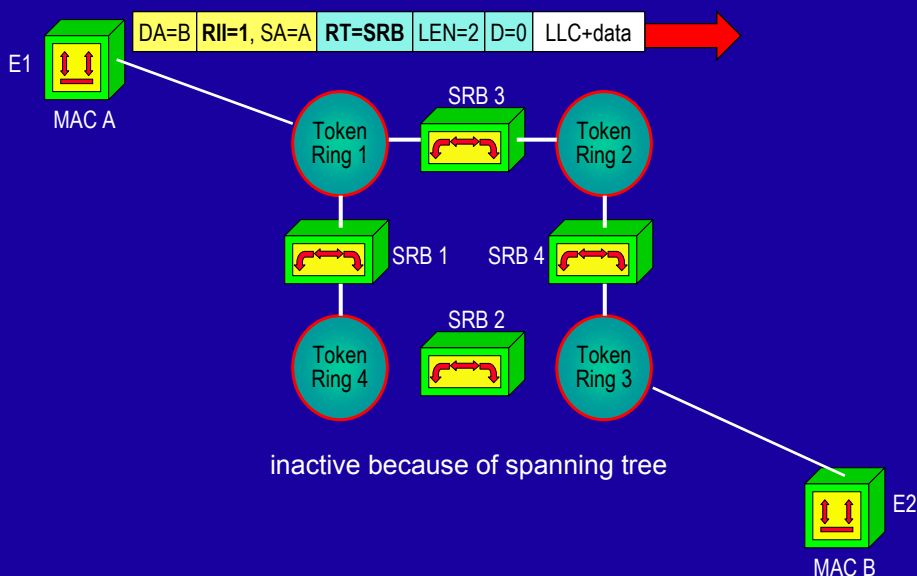 DA=B RII=1, SA=A RT=SRB LEN=2 D=0 LLC+data
E1
MAC A
SRB 3
Token
Ring 1
Token
Ring 2
SRB 1
SRB 4
SRB 2
Token
Ring 4
Token
Ring 3
inactive because of spanning tree
E2
MAC B